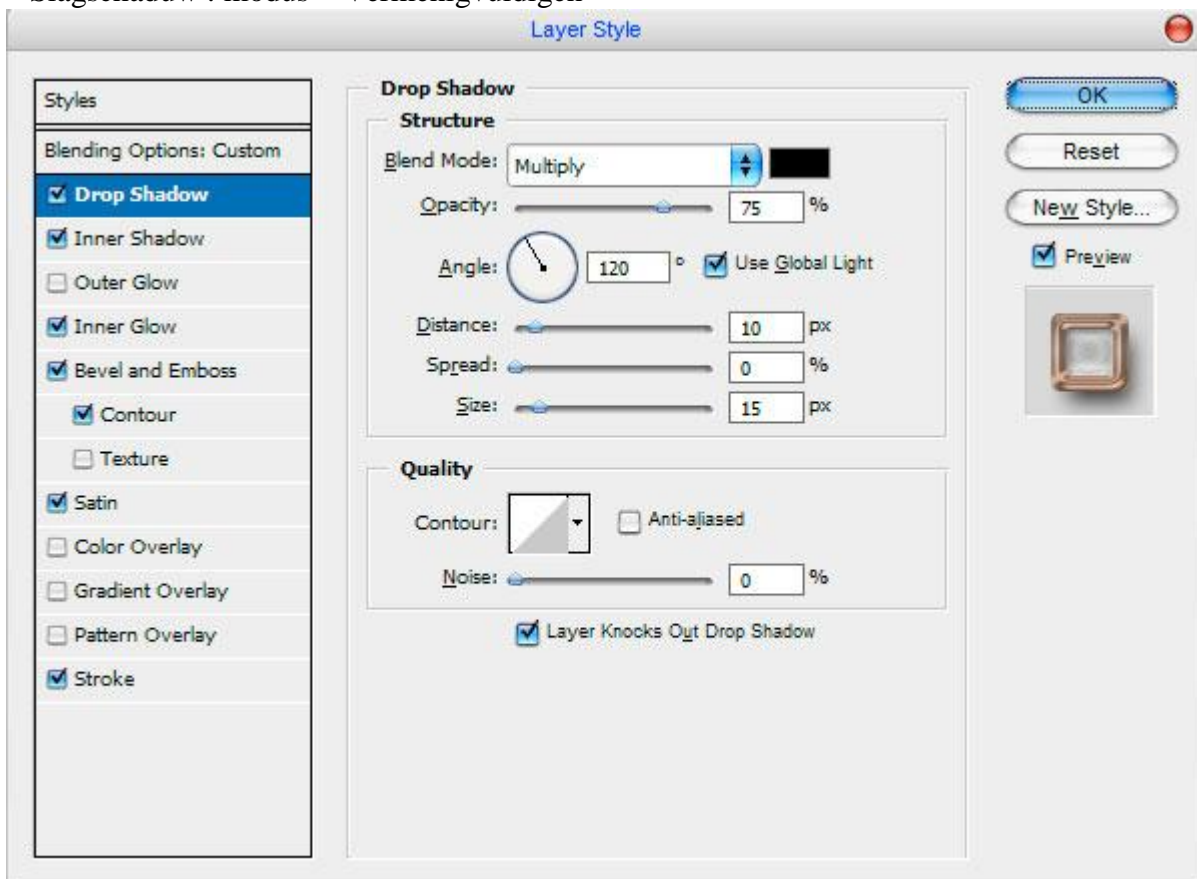 Slagschaduw : modus = Vermenigvuldigen
Layer Style
Styles
Blending Options: Custom
Drop Shadow
Inner Shadow
Outer Glow
Inner Glow
Bevel and Emboss
Contour
Texture
Satin
Color Overlay
Gradient Overlay
Pattern Overlay
Stroke
Drop Shadow
Structure
Blend Mode: Multiply
Opacity: 75 %
Angle: 120 ° Use Global Light
Distance: 10 px
Spread: 0 %
Size: 15 px
Quality
Contour: Anti-aliased
Noise: 0 %
Layer Knocks Out Drop Shadow
OK
Reset
New Style...
Preview